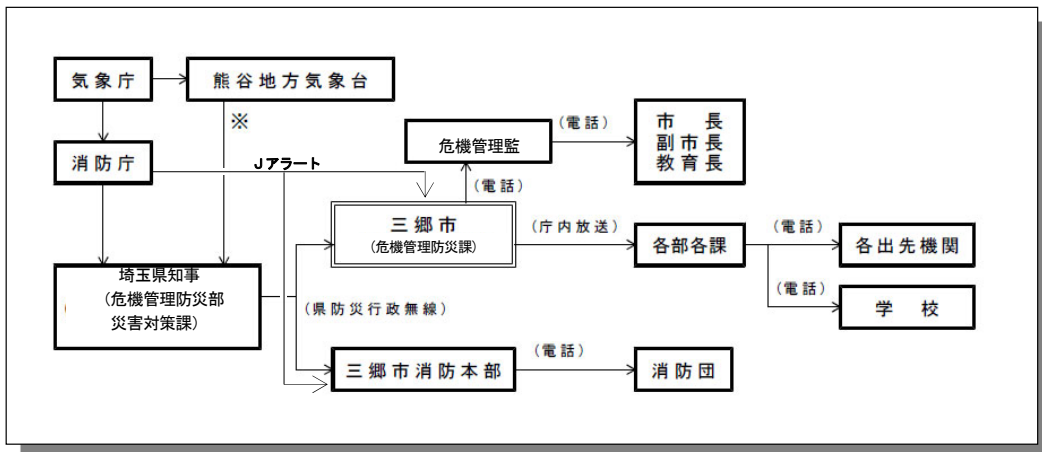 気象庁
熊谷地方気象台
※
消防庁
Jアラート
危機管理監
(電話)
市長
副市長
教育長
(電話)
三郷市
(危機管理防災課)
(庁内放送)
各部各課
(電話)
各出先機関
(電話)
学校
埼玉県知事
(危機管理防災部
災害対策課)
(県防災行政無線)
三郷市消防本部
(電話)
消防団